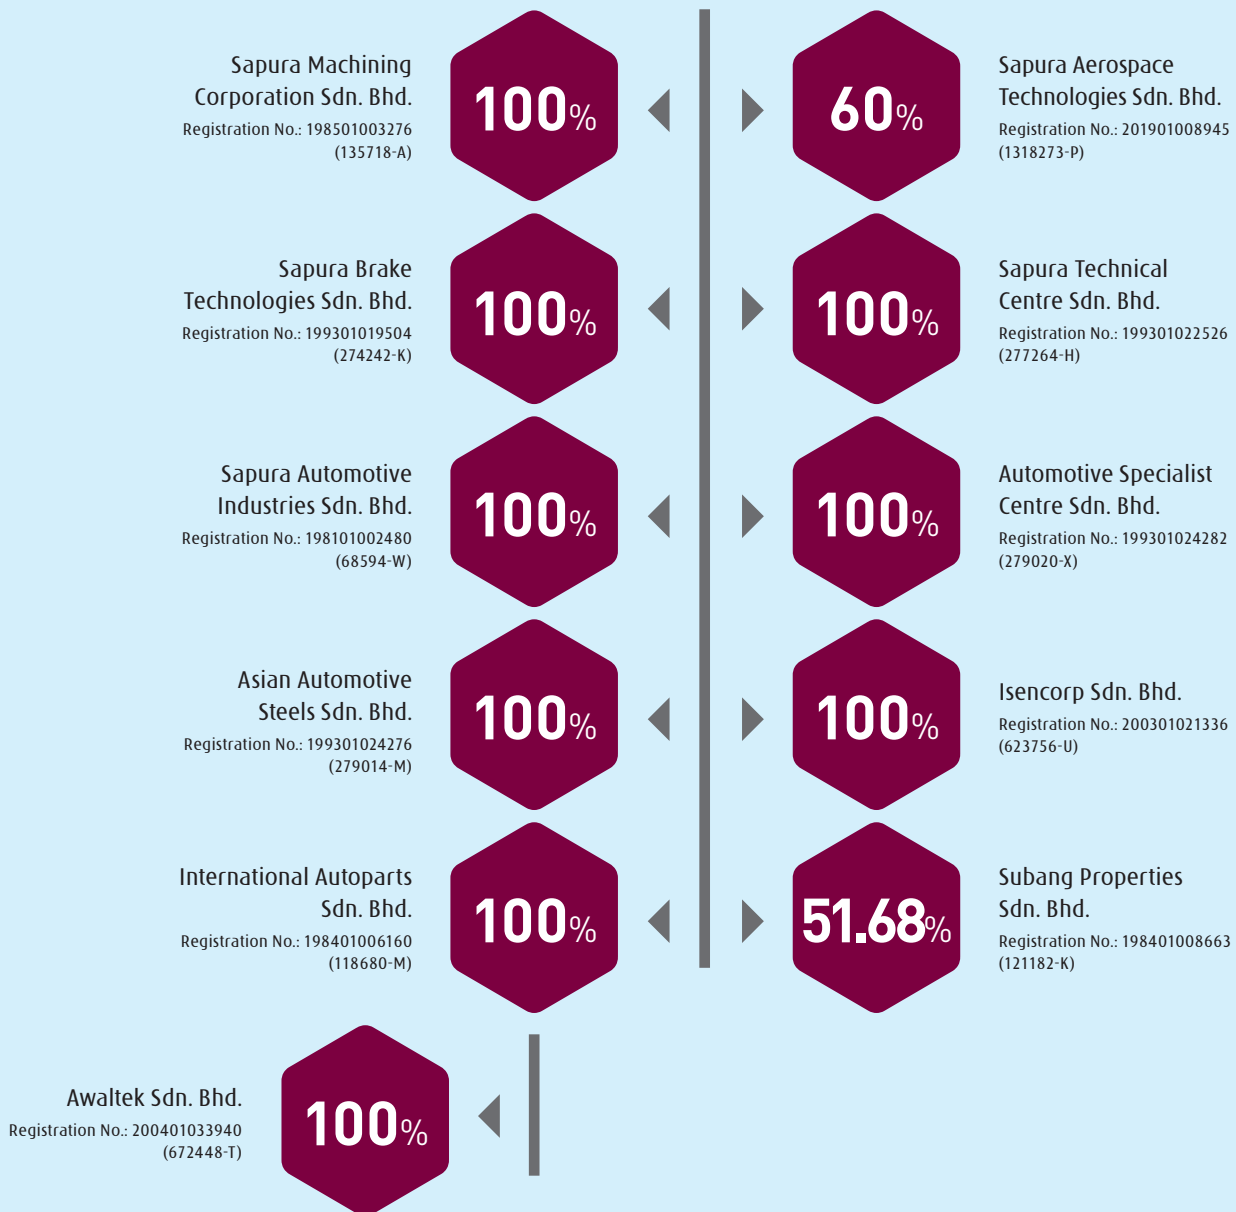 Sapura Machining
Corporation Sdn. Bhd.
Registration No.: 198501003276
(135718-A)
100%
60%
Sapura Aerospace
Technologies Sdn. Bhd.
Registration No.: 201901008945
(1318273-P)
Sapura Brake
Technologies Sdn. Bhd.
Registration No.: 199301019504
(274242-K)
100%
100%
Sapura Technical
Centre Sdn. Bhd.
Registration No.: 199301022526
(277264-H)
Sapura Automotive
Industries Sdn. Bhd.
Registration No.: 198101002480
(68594-W)
100%
100%
Automotive Specialist
Centre Sdn. Bhd.
Registration No.: 199301024282
(279020-X)
Asian Automotive
Steels Sdn. Bhd.
Registration No.: 199301024276
(279014-M)
100%
100%
Isencorp Sdn. Bhd.
Registration No.: 200301021336
(623756-U)
International Autoparts
Sdn. Bhd.
Registration No.: 198401006160
(118680-M)
100%
51.68%
Subang Properties
Sdn. Bhd.
Registration No.: 198401008663
(121182-K)
Awaltek Sdn. Bhd.
Registration No.: 200401033940
(672448-T)
100%